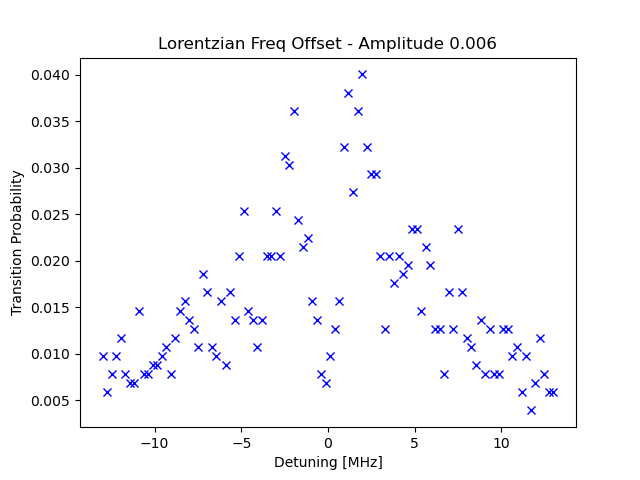 Lorentzian Freq Offset - Amplitude 0.006
0.040
0.035
0.030
0.025
0.020
0.015
0.010
0.005
Transition Probability
−10 −5 0 5 10
Detuning [MHz]